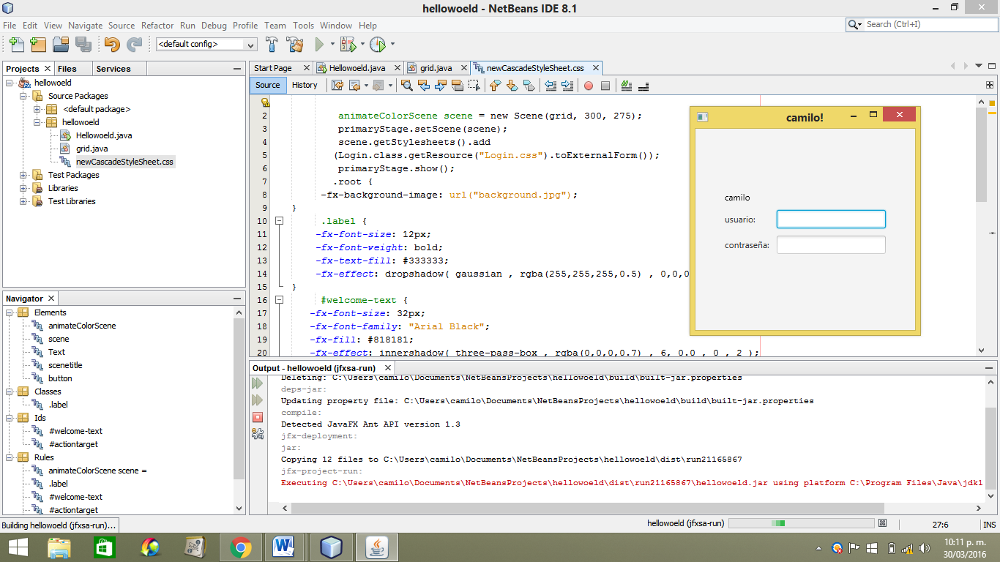 hellowoeld - NetBeans IDE 8.1
File Edit View Navigate Source Refactor Run Debug Profile Team Tools Window Help
Search (Ctrl+I)
<default config>
Projects Files Services
hellowoeld
Source Packages
<default package>
hellowoeld
Hellowoeld.java
grid.java
newCascadeStyleSheet.css
Test Packages
Libraries
Test Libraries
Navigator
Elements
animateColorScene
scene
Text
scenetitle
button
Classes
.label
Ids
#welcome-text
#actiontarget
Rules
animateColorScene scene =
.label
#welcome-text
#actiontarget
Start Page Hellowoeld.java grid.java newCascadeStyleSheet.css
Source History
2 animateColorScene scene = new Scene(grid, 300, 275);
3 primaryStage.setScene(scene);
4 scene.getStylesheets().add
5 (Login.class.getResource("Login.css").toExternalForm());
6 primaryStage.show();
7 .root {
8 -fx-background-image: url("background.jpg");
9 }
10 .label {
11 -fx-font-size: 12px;
12 -fx-font-weight: bold;
13 -fx-text-fill: #333333;
14 -fx-effect: dropshadow( gaussian , rgba(255,255,255,0.5) , 0,0,0
15 }
16 #welcome-text {
17 -fx-font-size: 32px;
18 -fx-font-family: "Arial Black";
19 -fx-fill: #818181;
20 -fx-effect: innershadow( three-pass-box , rgba(0,0,0,0.7) , 6, 0.0 , 0 , 2 );
camilo!
camilo
usuario:
contraseña:
Output - hellowoeld (jfxsa-run)
Deleting: C:\Users\camilo\Documents\NetBeansProjects\hellowoeld\build\built-jar.properties
deps-jar:
Updating property file: C:\Users\camilo\Documents\NetBeansProjects\hellowoeld\build\built-jar.properties
compile:
Detected JavaFX Ant API version 1.3
jfx-deployment:
jar:
Copying 12 files to C:\Users\camilo\Documents\NetBeansProjects\hellowoeld\dist\run21165867
jfx-project-run:
Executing C:\Users\camilo\Documents\NetBeansProjects\hellowoeld\dist\run21165867\hellowoeld.jar using platform C:\Program Files\Java\jdk1
Building hellowoeld (jfxsa-run)...
hellowoeld (jfxsa-run)
27:6 INS
10:11 p. m.
30/03/2016